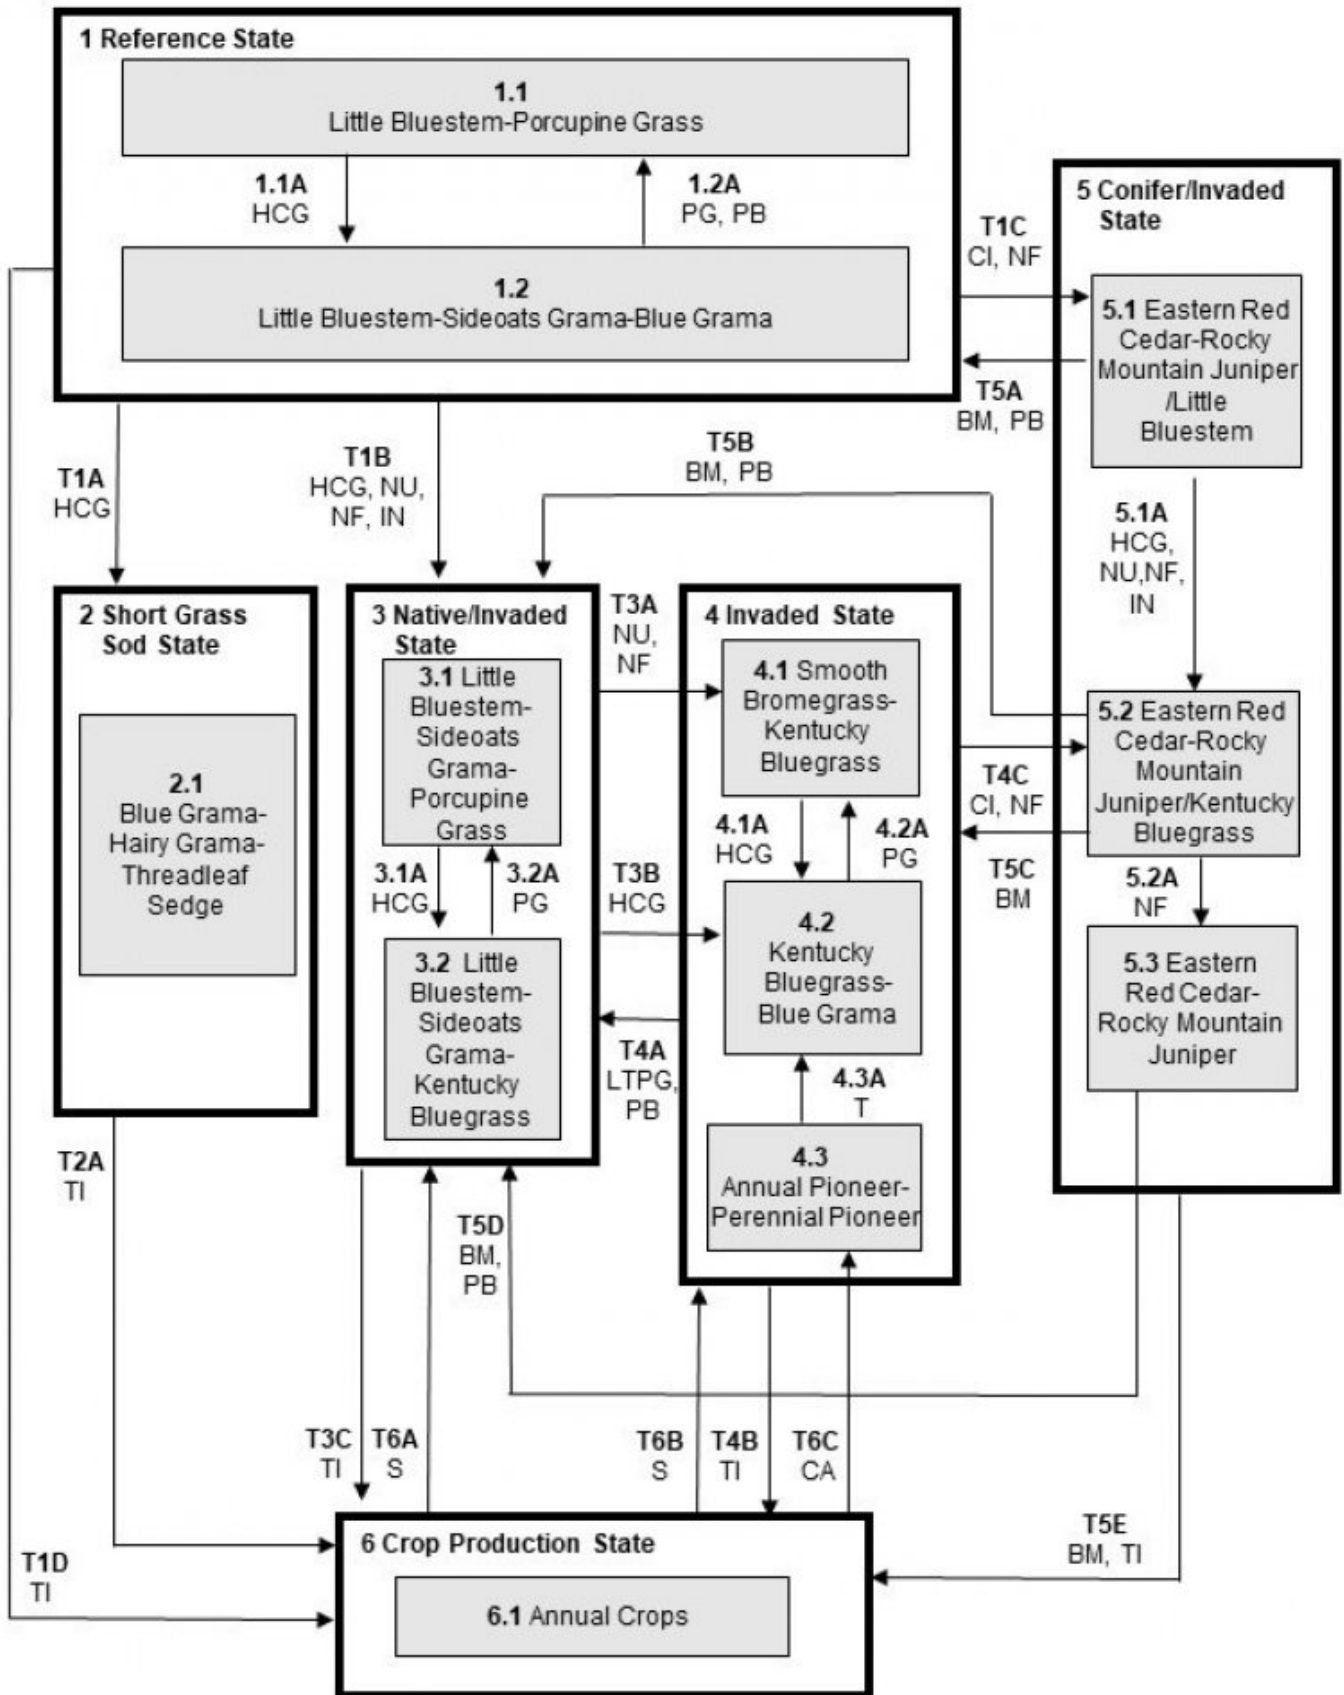 1 Reference State
1.1
Little Bluestem-Porcupine Grass
1.1A
HCG
1.2A
PG, PB
1.2
Little Bluestem-Sideoats Grama-Blue Grama
T1C
CI, NF
T5A
BM, PB
5 Conifer/Invaded
State
5.1 Eastern Red
Cedar-Rocky
Mountain Juniper
/Little
Bluestem
5.1A
HCG,
NU,NF,
IN
T1A
HCG
T1B
HCG, NU,
NF, IN
T5B
BM, PB
2 Short Grass
Sod State
2.1
Blue Grama-
Hairy Grama-
Threadleaf
Sedge
3 Native/Invaded
State
3.1 Little
Bluestem-
Sideoats
Grama-
Porcupine
Grass
3.1A
HCG
3.2A
PG
3.2 Little
Bluestem-
Sideoats
Grama-
Kentucky
Bluegrass
T3A
NU,
NF
T3B
HCG
T4A
LTPG,
PB
4 Invaded State
4.1 Smooth
Bromegrass-
Kentucky
Bluegrass
4.1A
HCG
4.2A
PG
4.2
Kentucky
Bluegrass-
Blue Grama
4.3A
T
4.3
Annual Pioneer-
Perennial Pioneer
T4C
CI, NF
T5C
BM
5.2 Eastern Red
Cedar-Rocky
Mountain
Juniper/Kentucky
Bluegrass
5.2A
NF
5.3 Eastern
Red Cedar-
Rocky Mountain
Juniper
T2A
TI
T5D
BM,
PB
T3C
TI
T6A
S
T6B
S
T4B
TI
T6C
CA
T5E
BM, TI
T1D
TI
6 Crop Production State
6.1 Annual Crops